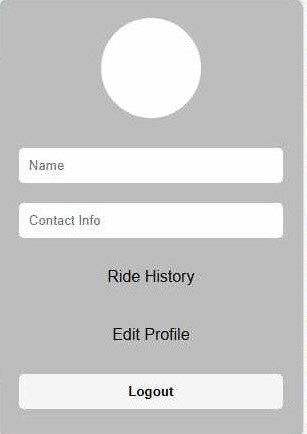 Name
Contact Info
Ride History
Edit Profile
Logout